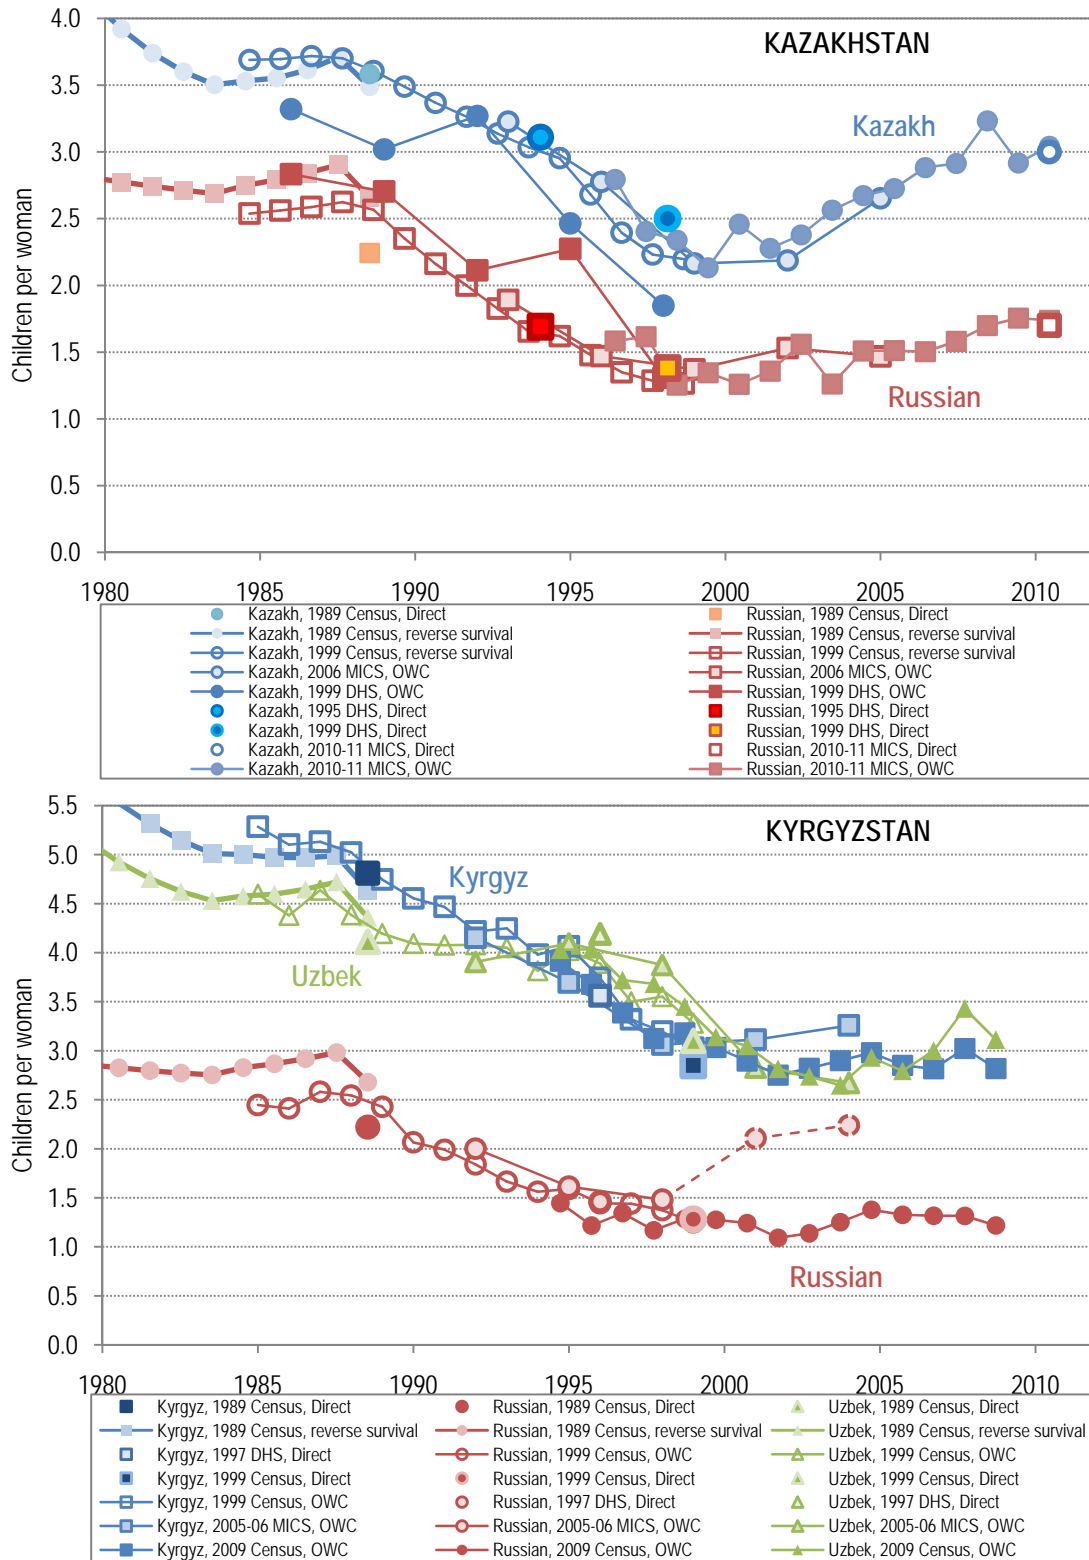 KAZAKHSTAN
Children per woman
4.0
3.5
3.0
2.5
2.0
1.5
1.0
0.5
0.0
Kazakh
Russian
1980 1985 1990 1995 2000 2005 2010
Kazakh, 1989 Census, Direct
Kazakh, 1989 Census, reverse survival
Kazakh, 1999 Census, reverse survival
Kazakh, 2006 MICS, OWC
Kazakh, 1999 DHS, OWC
Kazakh, 1995 DHS, Direct
Kazakh, 1999 DHS, Direct
Kazakh, 2010-11 MICS, Direct
Kazakh, 2010-11 MICS, OWC
Russian, 1989 Census, Direct
Russian, 1989 Census, reverse survival
Russian, 1999 Census, reverse survival
Russian, 2006 MICS, OWC
Russian, 1999 DHS, OWC
Russian, 1995 DHS, Direct
Russian, 1999 DHS, Direct
Russian, 2010-11 MICS, Direct
Russian, 2010-11 MICS, OWC
KYRGYZSTAN
Children per woman
5.5
5.0
4.5
4.0
3.5
3.0
2.5
2.0
1.5
1.0
0.5
0.0
Kyrgyz
Uzbek
Russian
1980 1985 1990 1995 2000 2005 2010
Kyrgyz, 1989 Census, Direct
Kyrgyz, 1989 Census, reverse survival
Kyrgyz, 1997 DHS, Direct
Kyrgyz, 1999 Census, Direct
Kyrgyz, 1999 Census, OWC
Kyrgyz, 2005-06 MICS, OWC
Kyrgyz, 2009 Census, OWC
Russian, 1989 Census, Direct
Russian, 1989 Census, reverse survival
Russian, 1999 Census, OWC
Russian, 1999 Census, Direct
Russian, 1997 DHS, Direct
Russian, 2005-06 MICS, OWC
Russian, 2009 Census, OWC
Uzbek, 1989 Census, Direct
Uzbek, 1989 Census, reverse survival
Uzbek, 1999 Census, OWC
Uzbek, 1999 Census, Direct
Uzbek, 1997 DHS, Direct
Uzbek, 2005-06 MICS, OWC
Uzbek, 2009 Census, OWC